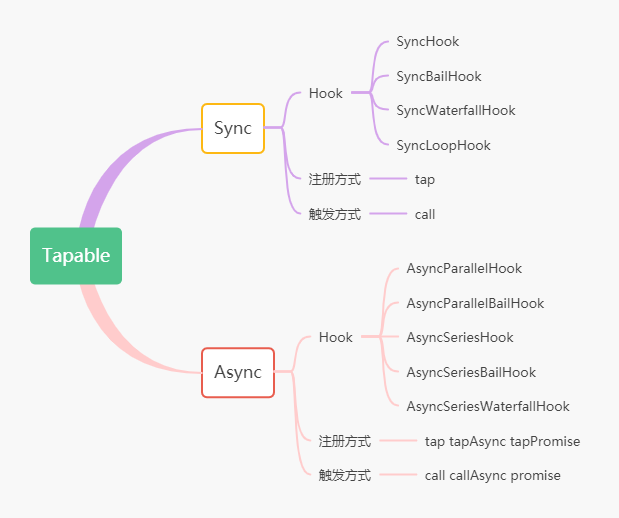 Tapable
Sync
Hook
SyncHook
SyncBailHook
SyncWaterfallHook
SyncLoopHook
注册方式
tap
触发方式
call
Async
Hook
AsyncParallelHook
AsyncParallelBailHook
AsyncSeriesHook
AsyncSeriesBailHook
AsyncSeriesWaterfallHook
注册方式
tap tapAsync tapPromise
触发方式
call callAsync promise